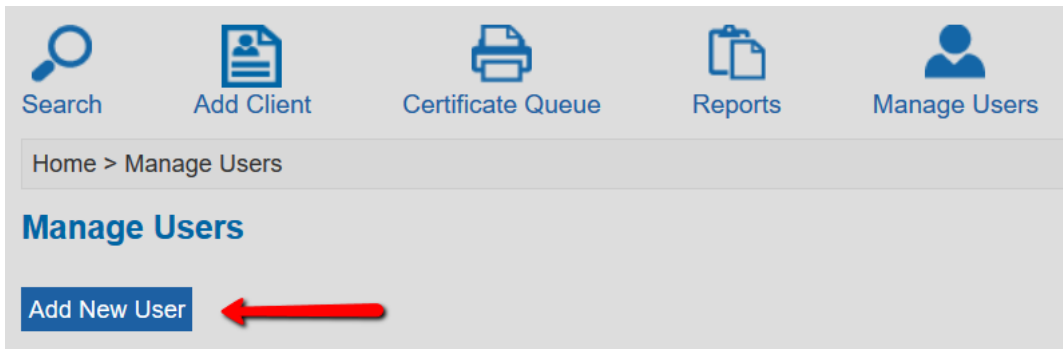 Search Add Client Certificate Queue Reports Manage Users
Home > Manage Users
Manage Users
Add New User